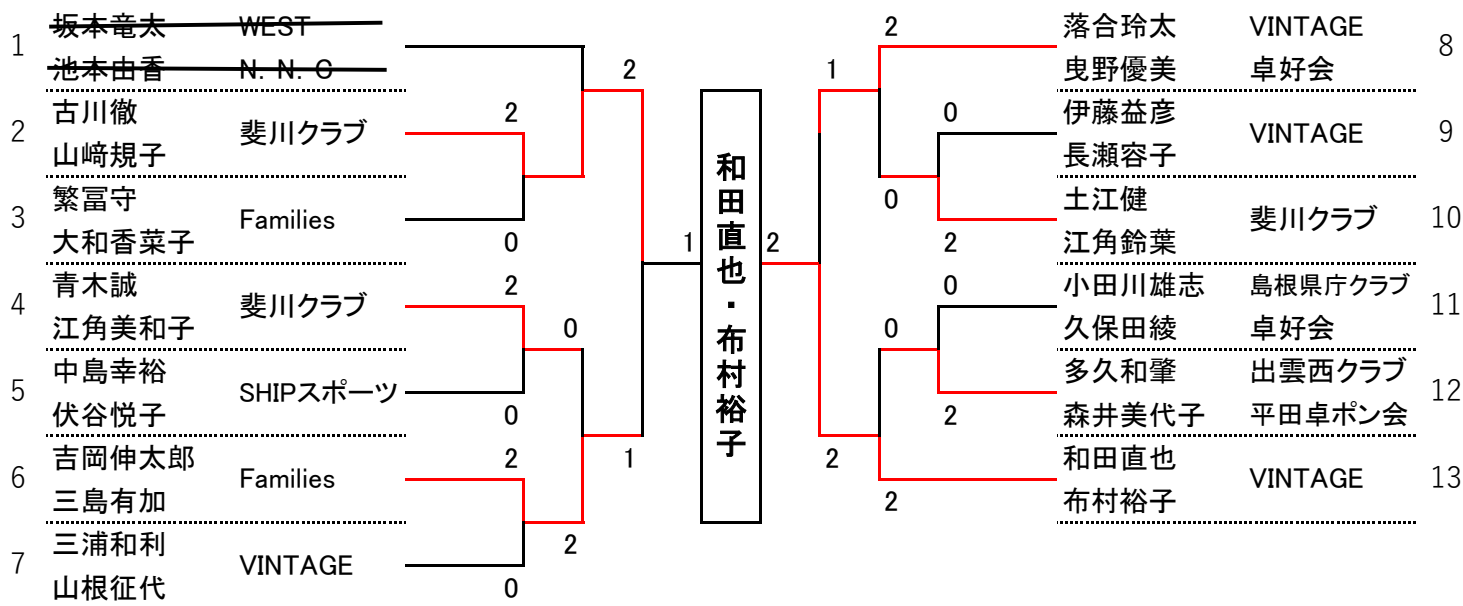 1 坂本竜太 WEST
池本由香 N.N.C
2 古川徹 斐川クラブ
山﨑規子
3 繁冨守 Families
大和香菜子
4 青木誠 斐川クラブ
江角美和子
5 中島幸裕 SHIPスポーツ
伏谷悦子
6 吉岡伸太郎 Families
三島有加
7 三浦和利 VINTAGE
山根征代
2
0
2
0
2
0
0
2
2
1
1
和田直也・布村裕子
2
1
2
2
0
0
2
0
2
0
2
落合玲太 VINTAGE 8
曳野優美 卓好会
伊藤益彦 VINTAGE 9
長瀬容子
土江健 斐川クラブ 10
江角鈴葉
小田川雄志 島根県庁クラブ 11
久保田綾 卓好会
多久和肇 出雲西クラブ 12
森井美代子 平田卓ポン会
和田直也 VINTAGE 13
布村裕子